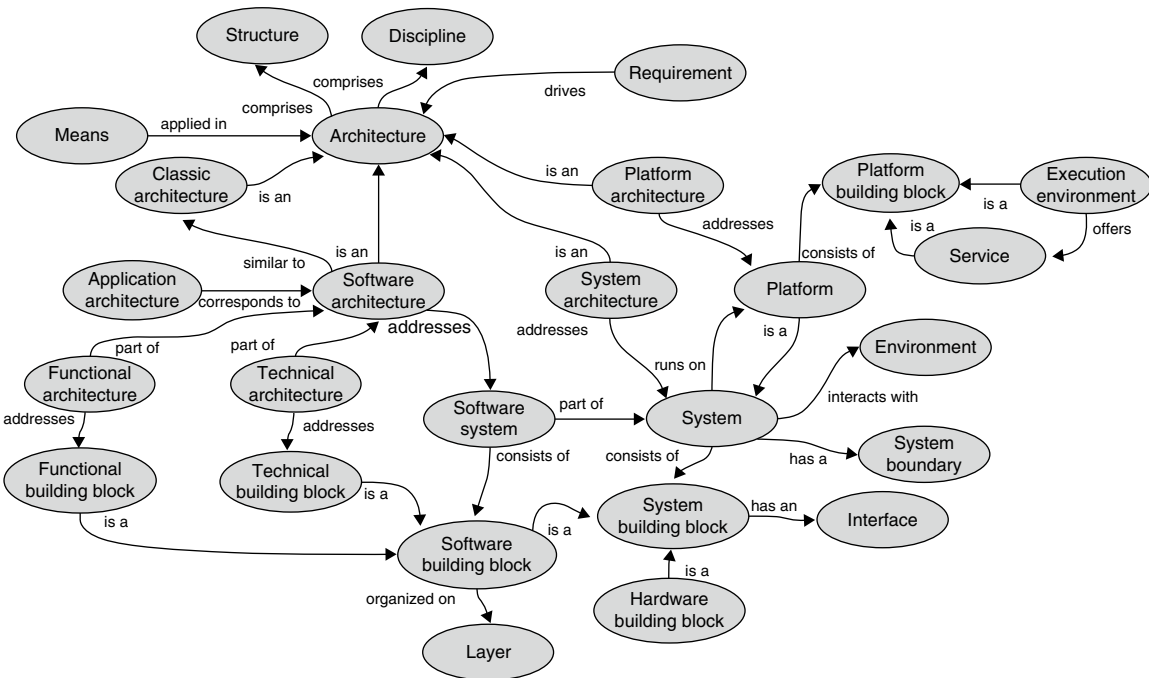 Structure
Discipline
Requirement
comprises
comprises
drives
Means
applied in
Architecture
Classic
architecture
is an
is an
Platform
architecture
Platform
building block
Execution
environment
is a
is a
offers
addresses
Service
similar to
is an
is an
consists of
Application
architecture
corresponds to
Software
architecture
System
architecture
Platform
addresses
addresses
is a
part of
part of
Functional
architecture
Technical
architecture
runs on
Environment
interacts with
addresses
addresses
Software
system
part of
System
consists of
consists of
has a
System
boundary
Functional
building block
Technical
building block
is a
is a
System
building block
has an
Interface
is a
Software
building block
is a
organized on
Hardware
building block
Layer